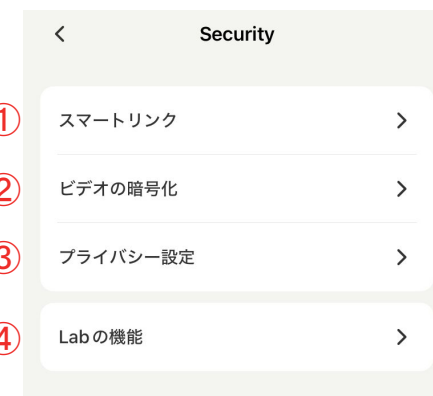 Security
① スマートリンク
② ビデオの暗号化
③ プライバシー設定
④ Labの機能